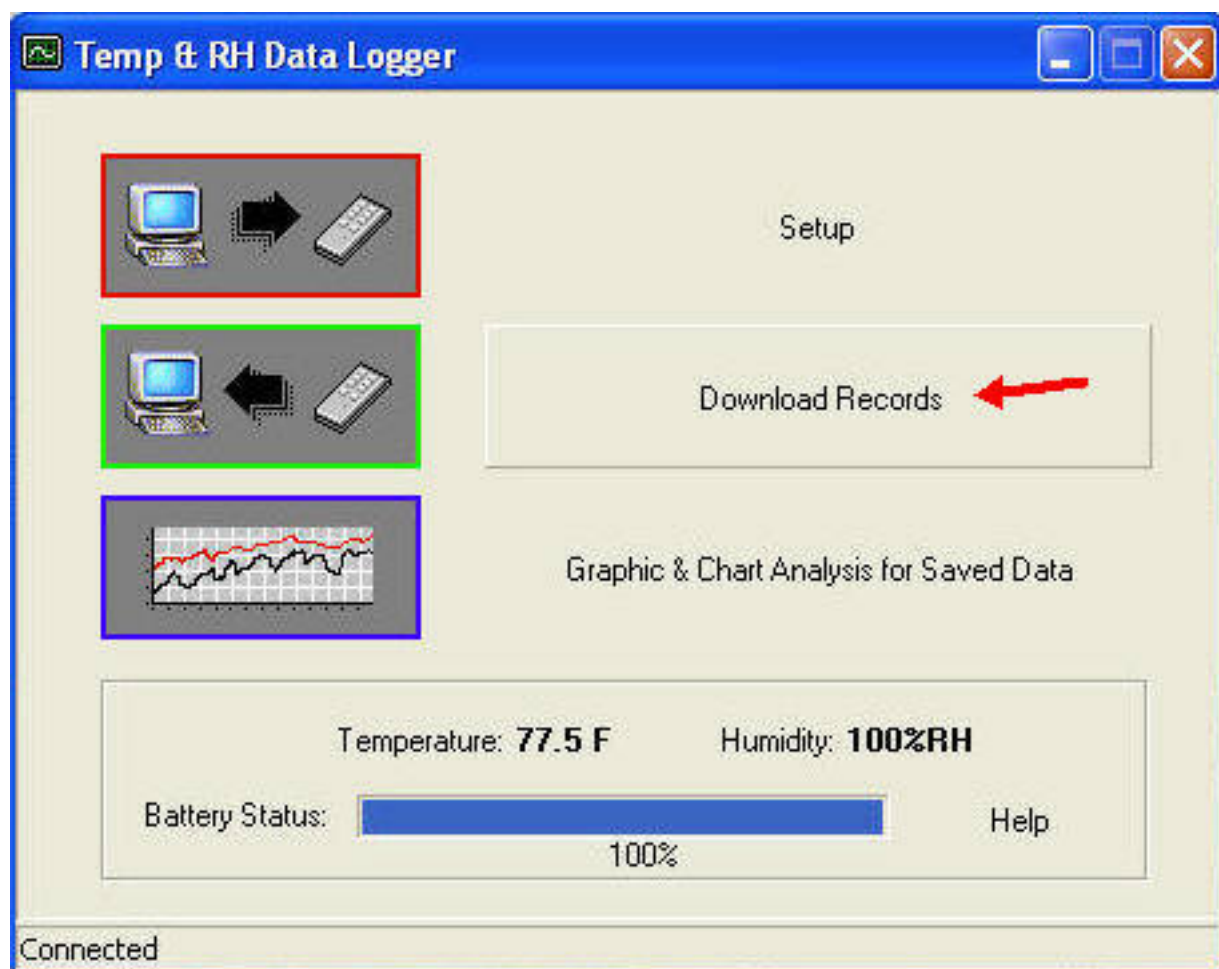 Temp & RH Data Logger
Setup
Download Records
Graphic & Chart Analysis for Saved Data
Temperature: 77.5 F Humidity: 100%RH
Battery Status: Help
100%
Connected